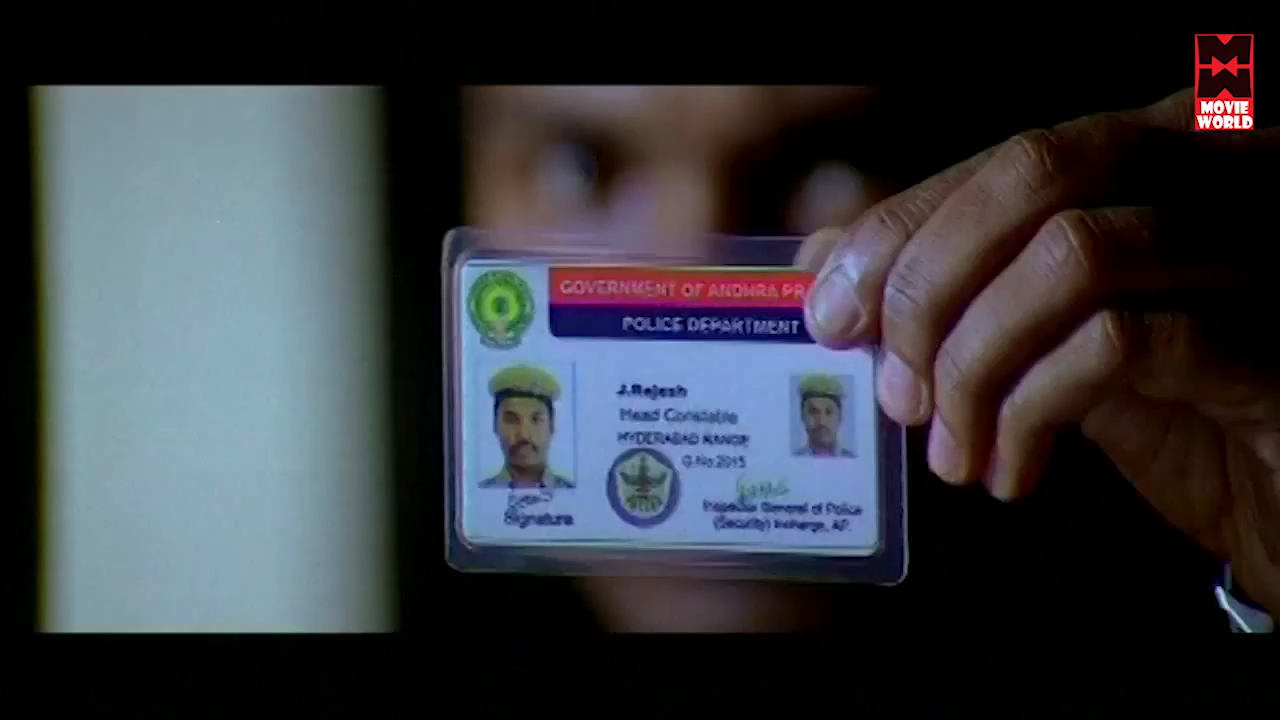 MOVIE
WORLD
GOVERNMENT OF ANDHRA PR
POLICE DEPARTMENT
J.Rajesh
Head Constable
HYDERABAD RANGE
G.No:2015
Signature
Inspector General of Police
(Security) Incharge, AP.